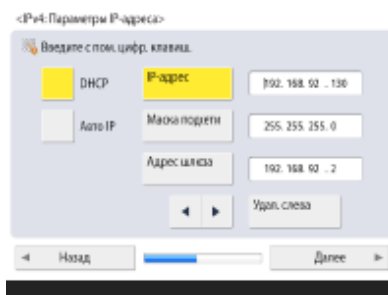 <IPv4: Параметры IP-адреса>
Введите с пом. цифр. клавиш.
DHCP
IP-адрес
192. 168. 92 . 130
Авто IP
Маска подсети
255. 255. 255. 0
Адрес шлюза
192. 168. 92 . 2
Удал. слева
Назад
Далее